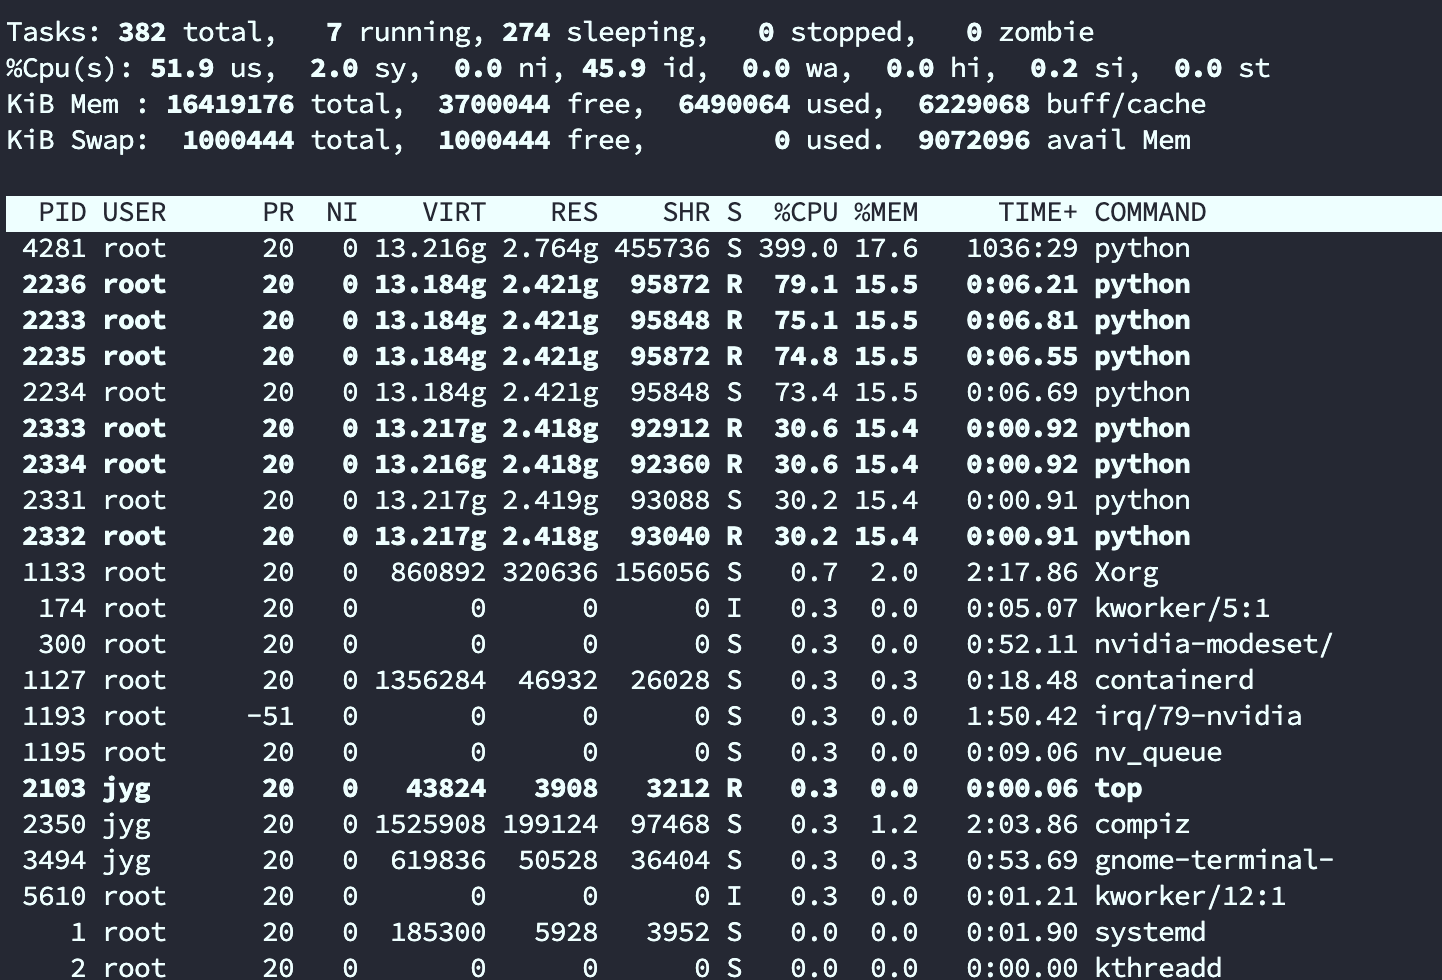 Tasks: 382 total,   7 running, 274 sleeping,   0 stopped,   0 zombie
%Cpu(s): 51.9 us,  2.0 sy,  0.0 ni, 45.9 id,  0.0 wa,  0.0 hi,  0.2 si,  0.0 st
KiB Mem : 16419176 total,  3700044 free,  6490064 used,  6229068 buff/cache
KiB Swap:  1000444 total,  1000444 free,        0 used.  9072096 avail Mem
  PID USER      PR  NI    VIRT    RES    SHR S  %CPU %MEM     TIME+ COMMAND
 4281 root      20   0 13.216g 2.764g 455736 S 399.0 17.6   1036:29 python
 2236 root      20   0 13.184g 2.421g  95872 R  79.1 15.5   0:06.21 python
 2233 root      20   0 13.184g 2.421g  95848 R  75.1 15.5   0:06.81 python
 2235 root      20   0 13.184g 2.421g  95872 R  74.8 15.5   0:06.55 python
 2234 root      20   0 13.184g 2.421g  95848 S  73.4 15.5   0:06.69 python
 2333 root      20   0 13.217g 2.418g  92912 R  30.6 15.4   0:00.92 python
 2334 root      20   0 13.216g 2.418g  92360 R  30.6 15.4   0:00.92 python
 2331 root      20   0 13.217g 2.419g  93088 S  30.2 15.4   0:00.91 python
 2332 root      20   0 13.217g 2.418g  93040 R  30.2 15.4   0:00.91 python
 1133 root      20   0  860892 320636 156056 S   0.7  2.0   2:17.86 Xorg
  174 root      20   0       0      0      0 I   0.3  0.0   0:05.07 kworker/5:1
  300 root      20   0       0      0      0 S   0.3  0.0   0:52.11 nvidia-modeset/
 1127 root      20   0 1356284  46932  26028 S   0.3  0.3   0:18.48 containerd
 1193 root     -51   0       0      0      0 S   0.3  0.0   1:50.42 irq/79-nvidia
 1195 root      20   0       0      0      0 S   0.3  0.0   0:09.06 nv_queue
 2103 jyg       20   0   43824   3908   3212 R   0.3  0.0   0:00.06 top
 2350 jyg       20   0 1525908 199124  97468 S   0.3  1.2   2:03.86 compiz
 3494 jyg       20   0  619836  50528  36404 S   0.3  0.3   0:53.69 gnome-terminal-
 5610 root      20   0       0      0      0 I   0.3  0.0   0:01.21 kworker/12:1
    1 root      20   0  185300   5928   3952 S   0.0  0.0   0:01.90 systemd
    2 root      20   0       0      0      0 S   0.0  0.0   0:00.00 kthreadd